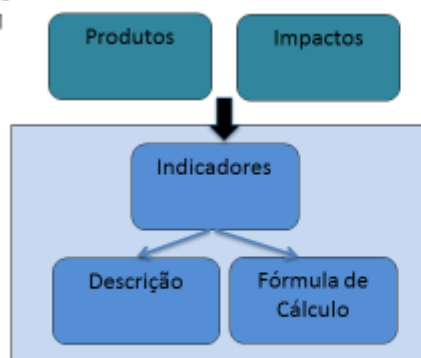 Produtos
Impactos
Indicadores
Descrição
Fórmula de
Cálculo